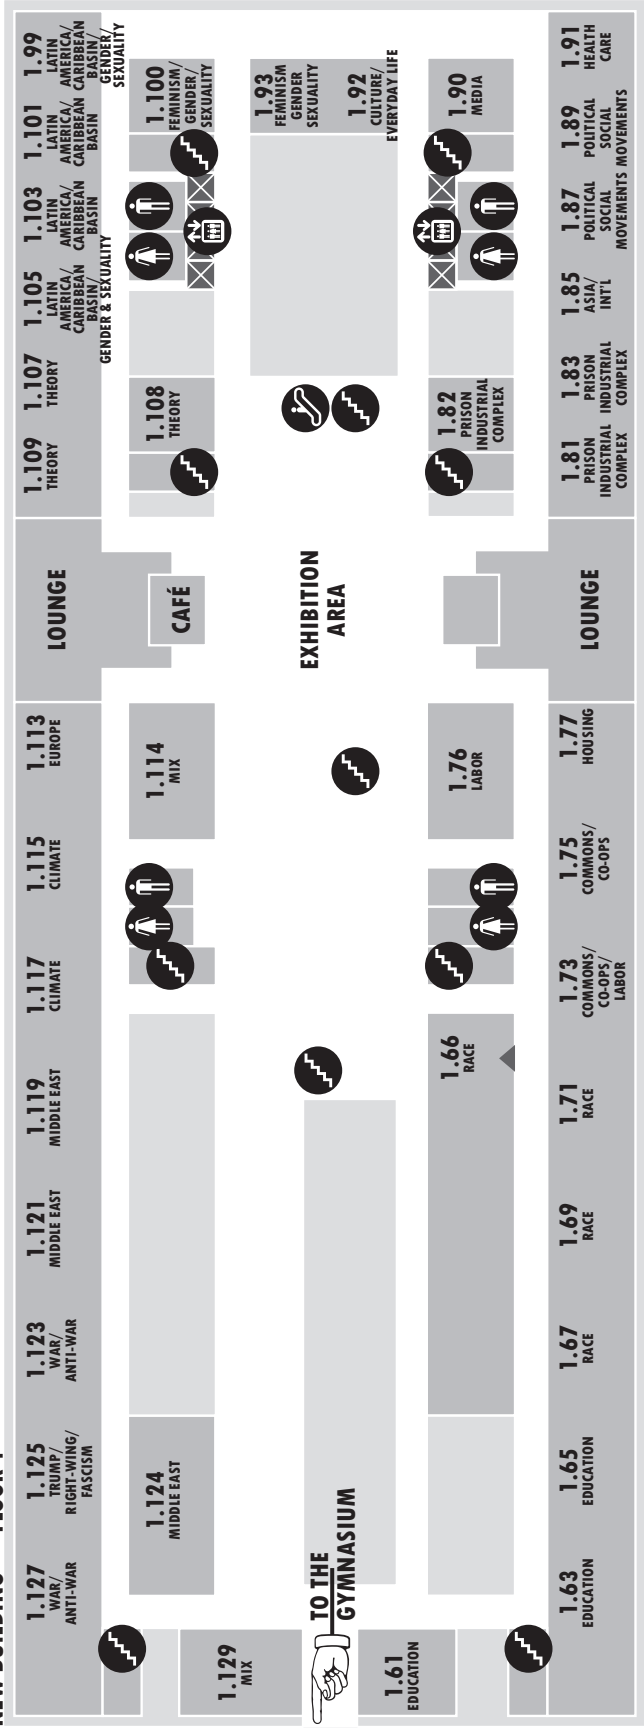 NEW BUILDING – FLOOR 1
1.127
WAR/
ANTI-WAR
1.125
TRUMP/
RIGHT-WING/
FASCISM
1.123
WAR/
ANTI-WAR
1.121
MIDDLE EAST
1.119
MIDDLE EAST
1.117
CLIMATE
1.115
CLIMATE
1.113
EUROPE
LOUNGE
1.109
THEORY
1.107
THEORY
1.105
LATIN
AMERICA/
CARIBBEAN
BASIN/
GENDER & SEXUALITY
1.103
LATIN
AMERICA/
CARIBBEAN
BASIN
1.101
LATIN
AMERICA/
CARIBBEAN
BASIN
1.99
LATIN
AMERICA/
CARIBBEAN
BASIN/
GENDER/
SEXUALITY
1.124
MIDDLE EAST
1.114
MIX
CAFÉ
1.108
THEORY
1.100
FEMINISM/
GENDER/
SEXUALITY
1.129
MIX
TO THE
GYMNASIUM
EXHIBITION
AREA
1.93
FEMINISM
GENDER
SEXUALITY
1.92
CULTURE/
EVERYDAY LIFE
1.61
EDUCATION
1.66
RACE
1.76
LABOR
1.82
PRISON
INDUSTRIAL
COMPLEX
1.90
MEDIA
1.63
EDUCATION
1.65
EDUCATION
1.67
RACE
1.69
RACE
1.71
RACE
1.73
COMMONS/
CO-OPS/
LABOR
1.75
COMMONS/
CO-OPS
1.77
HOUSING
LOUNGE
1.81
PRISON
INDUSTRIAL
COMPLEX
1.83
PRISON
INDUSTRIAL
COMPLEX
1.85
ASIA/
INT'L
1.87
POLITICAL
SOCIAL
MOVEMENTS
1.89
POLITICAL
SOCIAL
MOVEMENTS
1.91
HEALTH
CARE